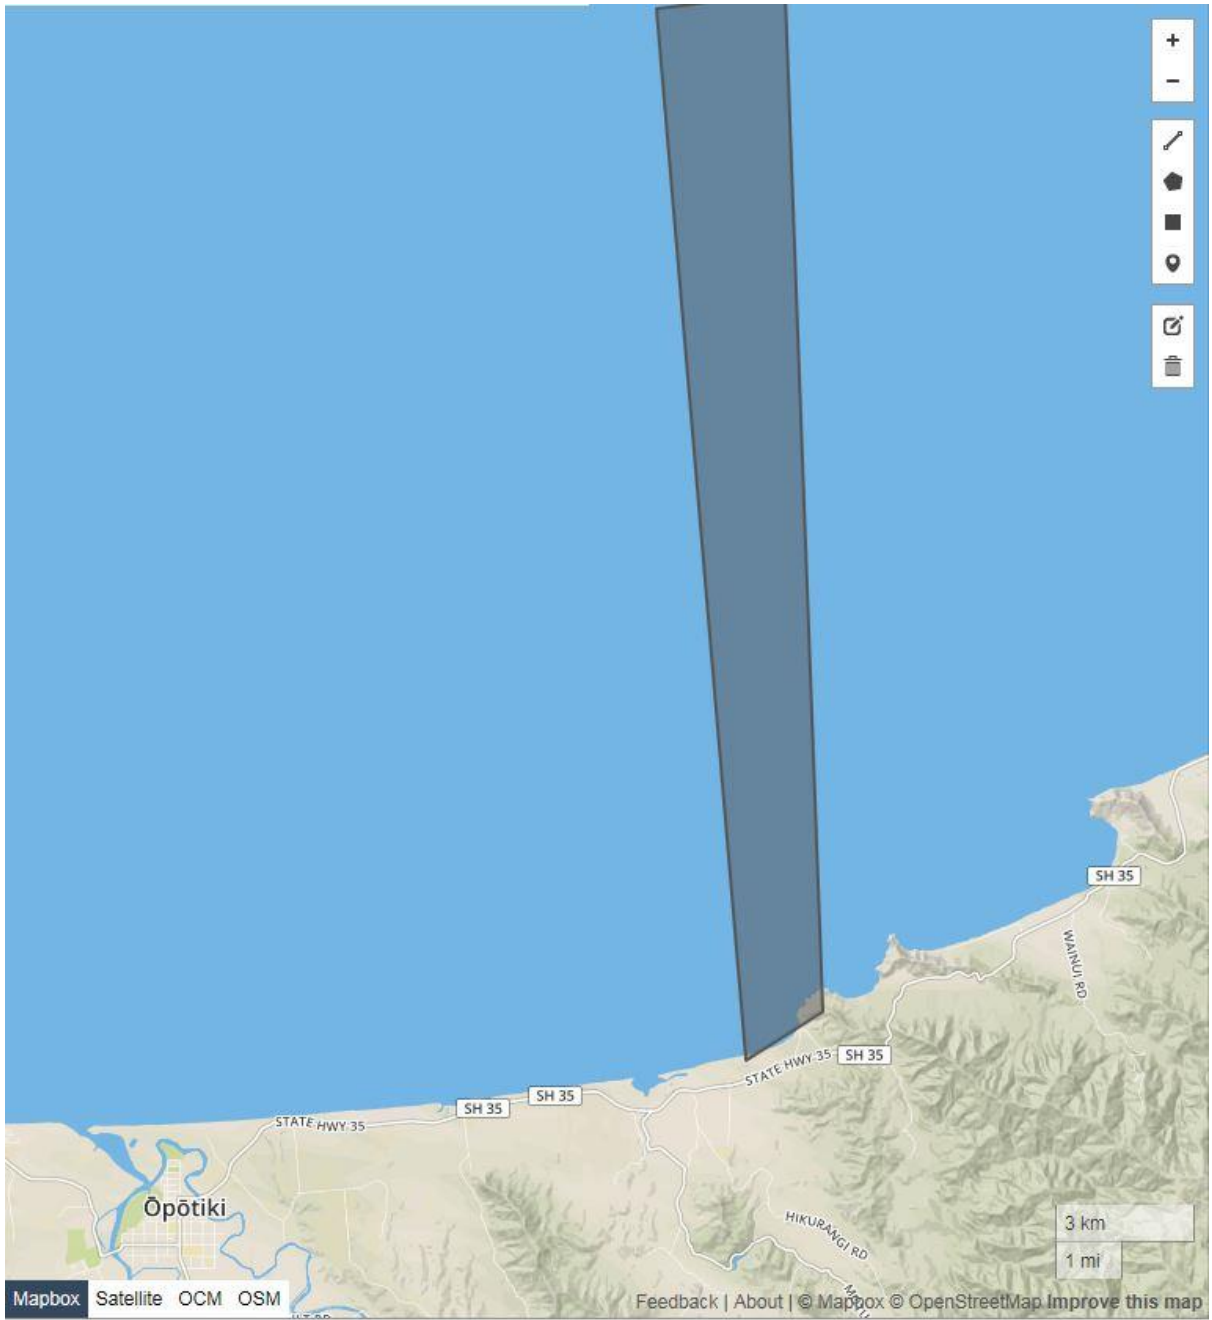 +
−
SH 35
WAINUI RD
STATE HWY 35
SH 35
SH 35
SH 35
STATE HWY 35
Ōpōtiki
HIKURANGI RD
3 km
1 mi
Mapbox Satellite OCM OSM
Feedback | About | © Mapbox © OpenStreetMap Improve this map